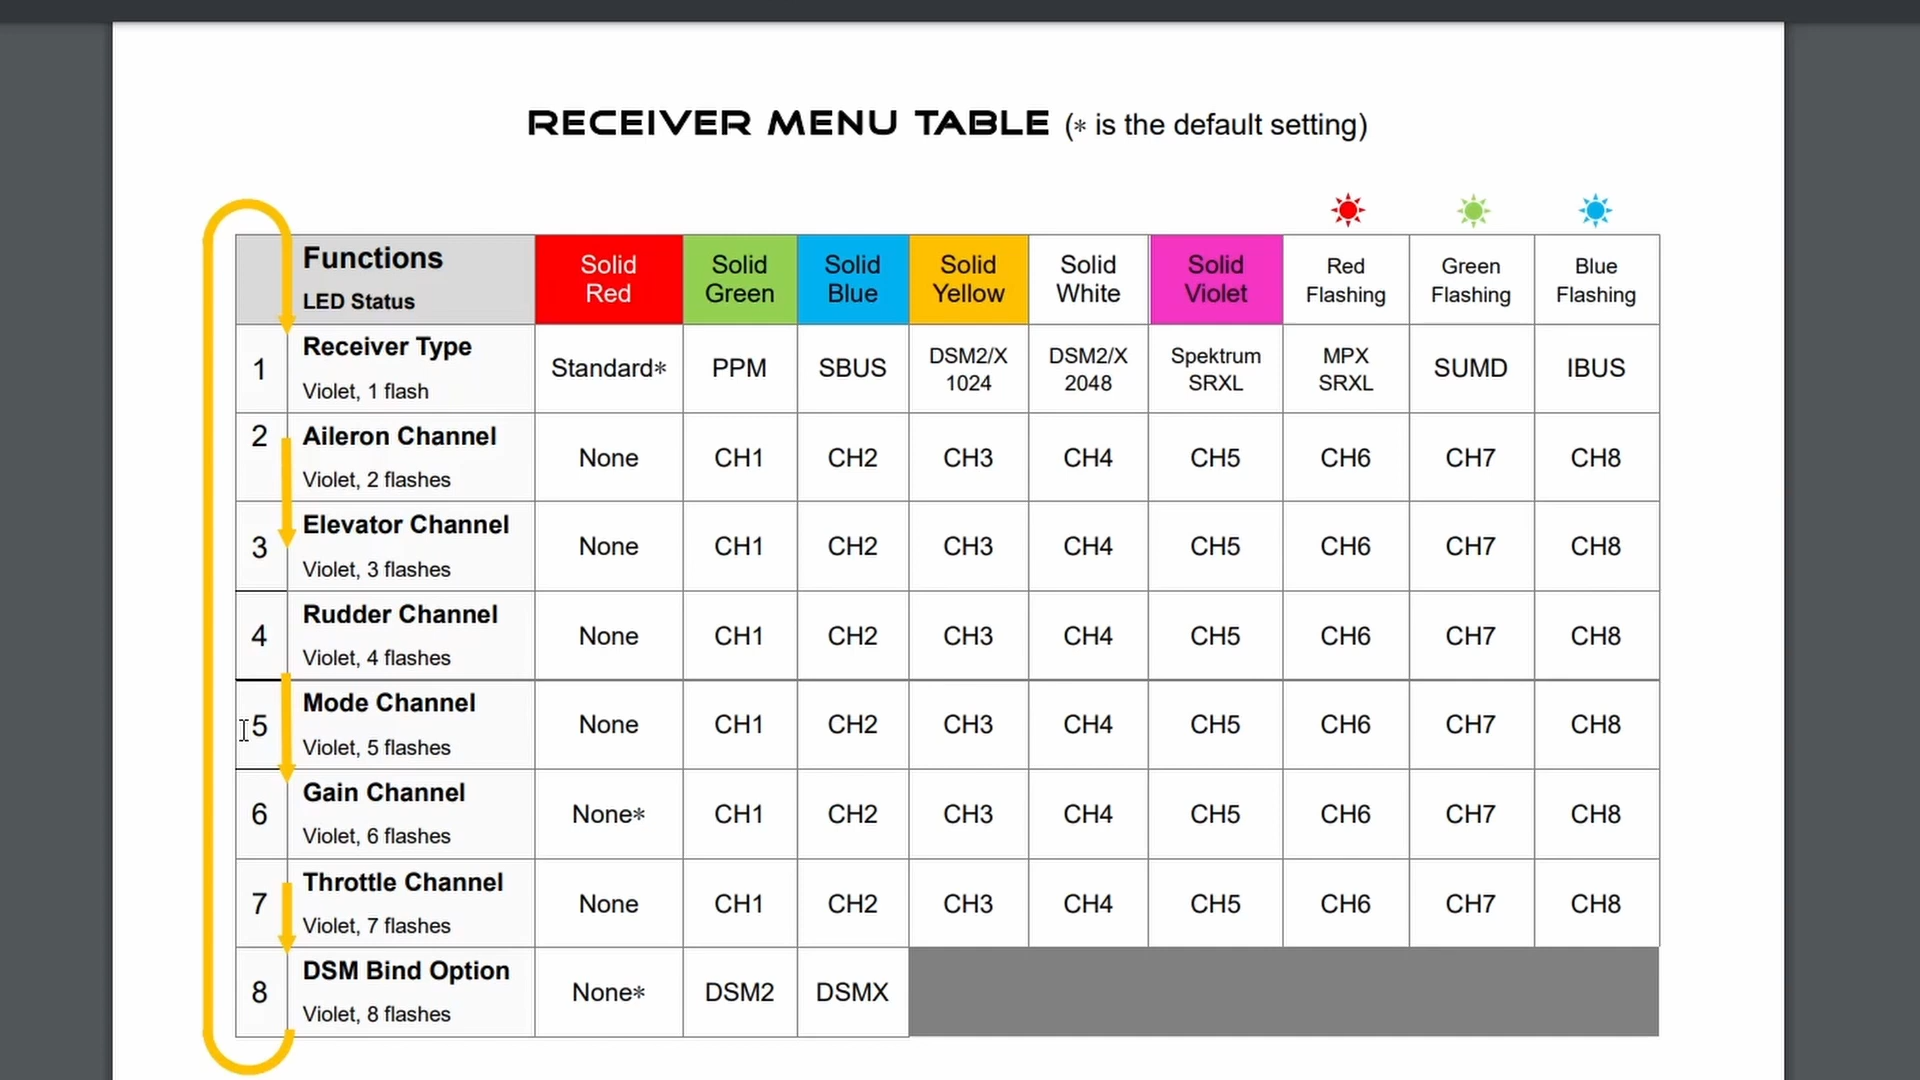 RECEIVER MENU TABLE (* is the default setting)
Functions
LED Status
Solid Red
Solid Green
Solid Blue
Solid Yellow
Solid White
Solid Violet
Red Flashing
Green Flashing
Blue Flashing
1
Receiver Type
Violet, 1 flash
Standard*
PPM
SBUS
DSM2/X 1024
DSM2/X 2048
Spektrum SRXL
MPX SRXL
SUMD
IBUS
2
Aileron Channel
Violet, 2 flashes
None
CH1
CH2
CH3
CH4
CH5
CH6
CH7
CH8
3
Elevator Channel
Violet, 3 flashes
None
CH1
CH2
CH3
CH4
CH5
CH6
CH7
CH8
4
Rudder Channel
Violet, 4 flashes
None
CH1
CH2
CH3
CH4
CH5
CH6
CH7
CH8
5
Mode Channel
Violet, 5 flashes
None
CH1
CH2
CH3
CH4
CH5
CH6
CH7
CH8
6
Gain Channel
Violet, 6 flashes
None*
CH1
CH2
CH3
CH4
CH5
CH6
CH7
CH8
7
Throttle Channel
Violet, 7 flashes
None
CH1
CH2
CH3
CH4
CH5
CH6
CH7
CH8
8
DSM Bind Option
Violet, 8 flashes
None*
DSM2
DSMX